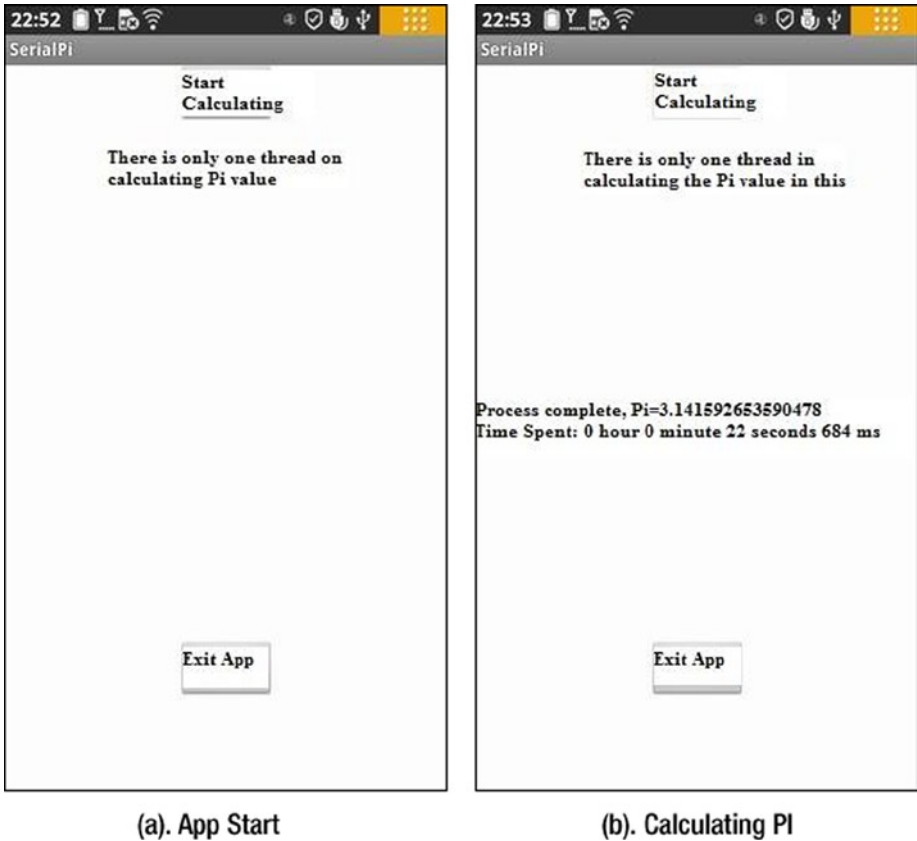 22:52
SerialPi
Start
Calculating
There is only one thread on
calculating Pi value
Exit App
(a). App Start
22:53
SerialPi
Start
Calculating
There is only one thread in
calculating the Pi value in this
Process complete, Pi=3.141592653590478
Time Spent: 0 hour 0 minute 22 seconds 684 ms
Exit App
(b). Calculating PI